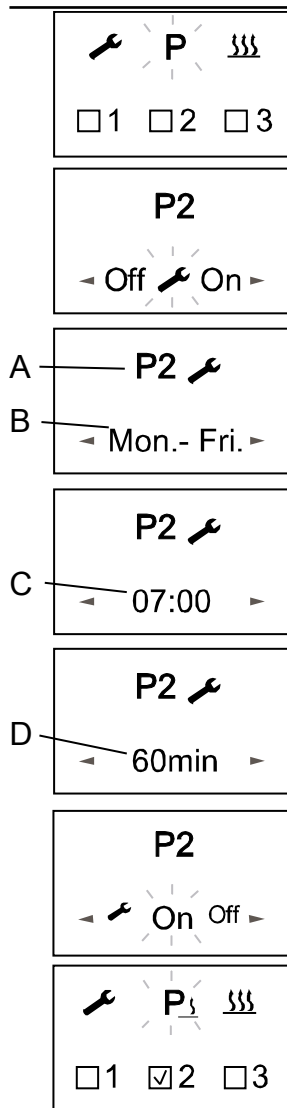 P
1 2 3
P2
Off On
A
P2
B
Mon.- Fri.
P2
C
07:00
P2
D
60min
P2
On Off
P
1 2 3